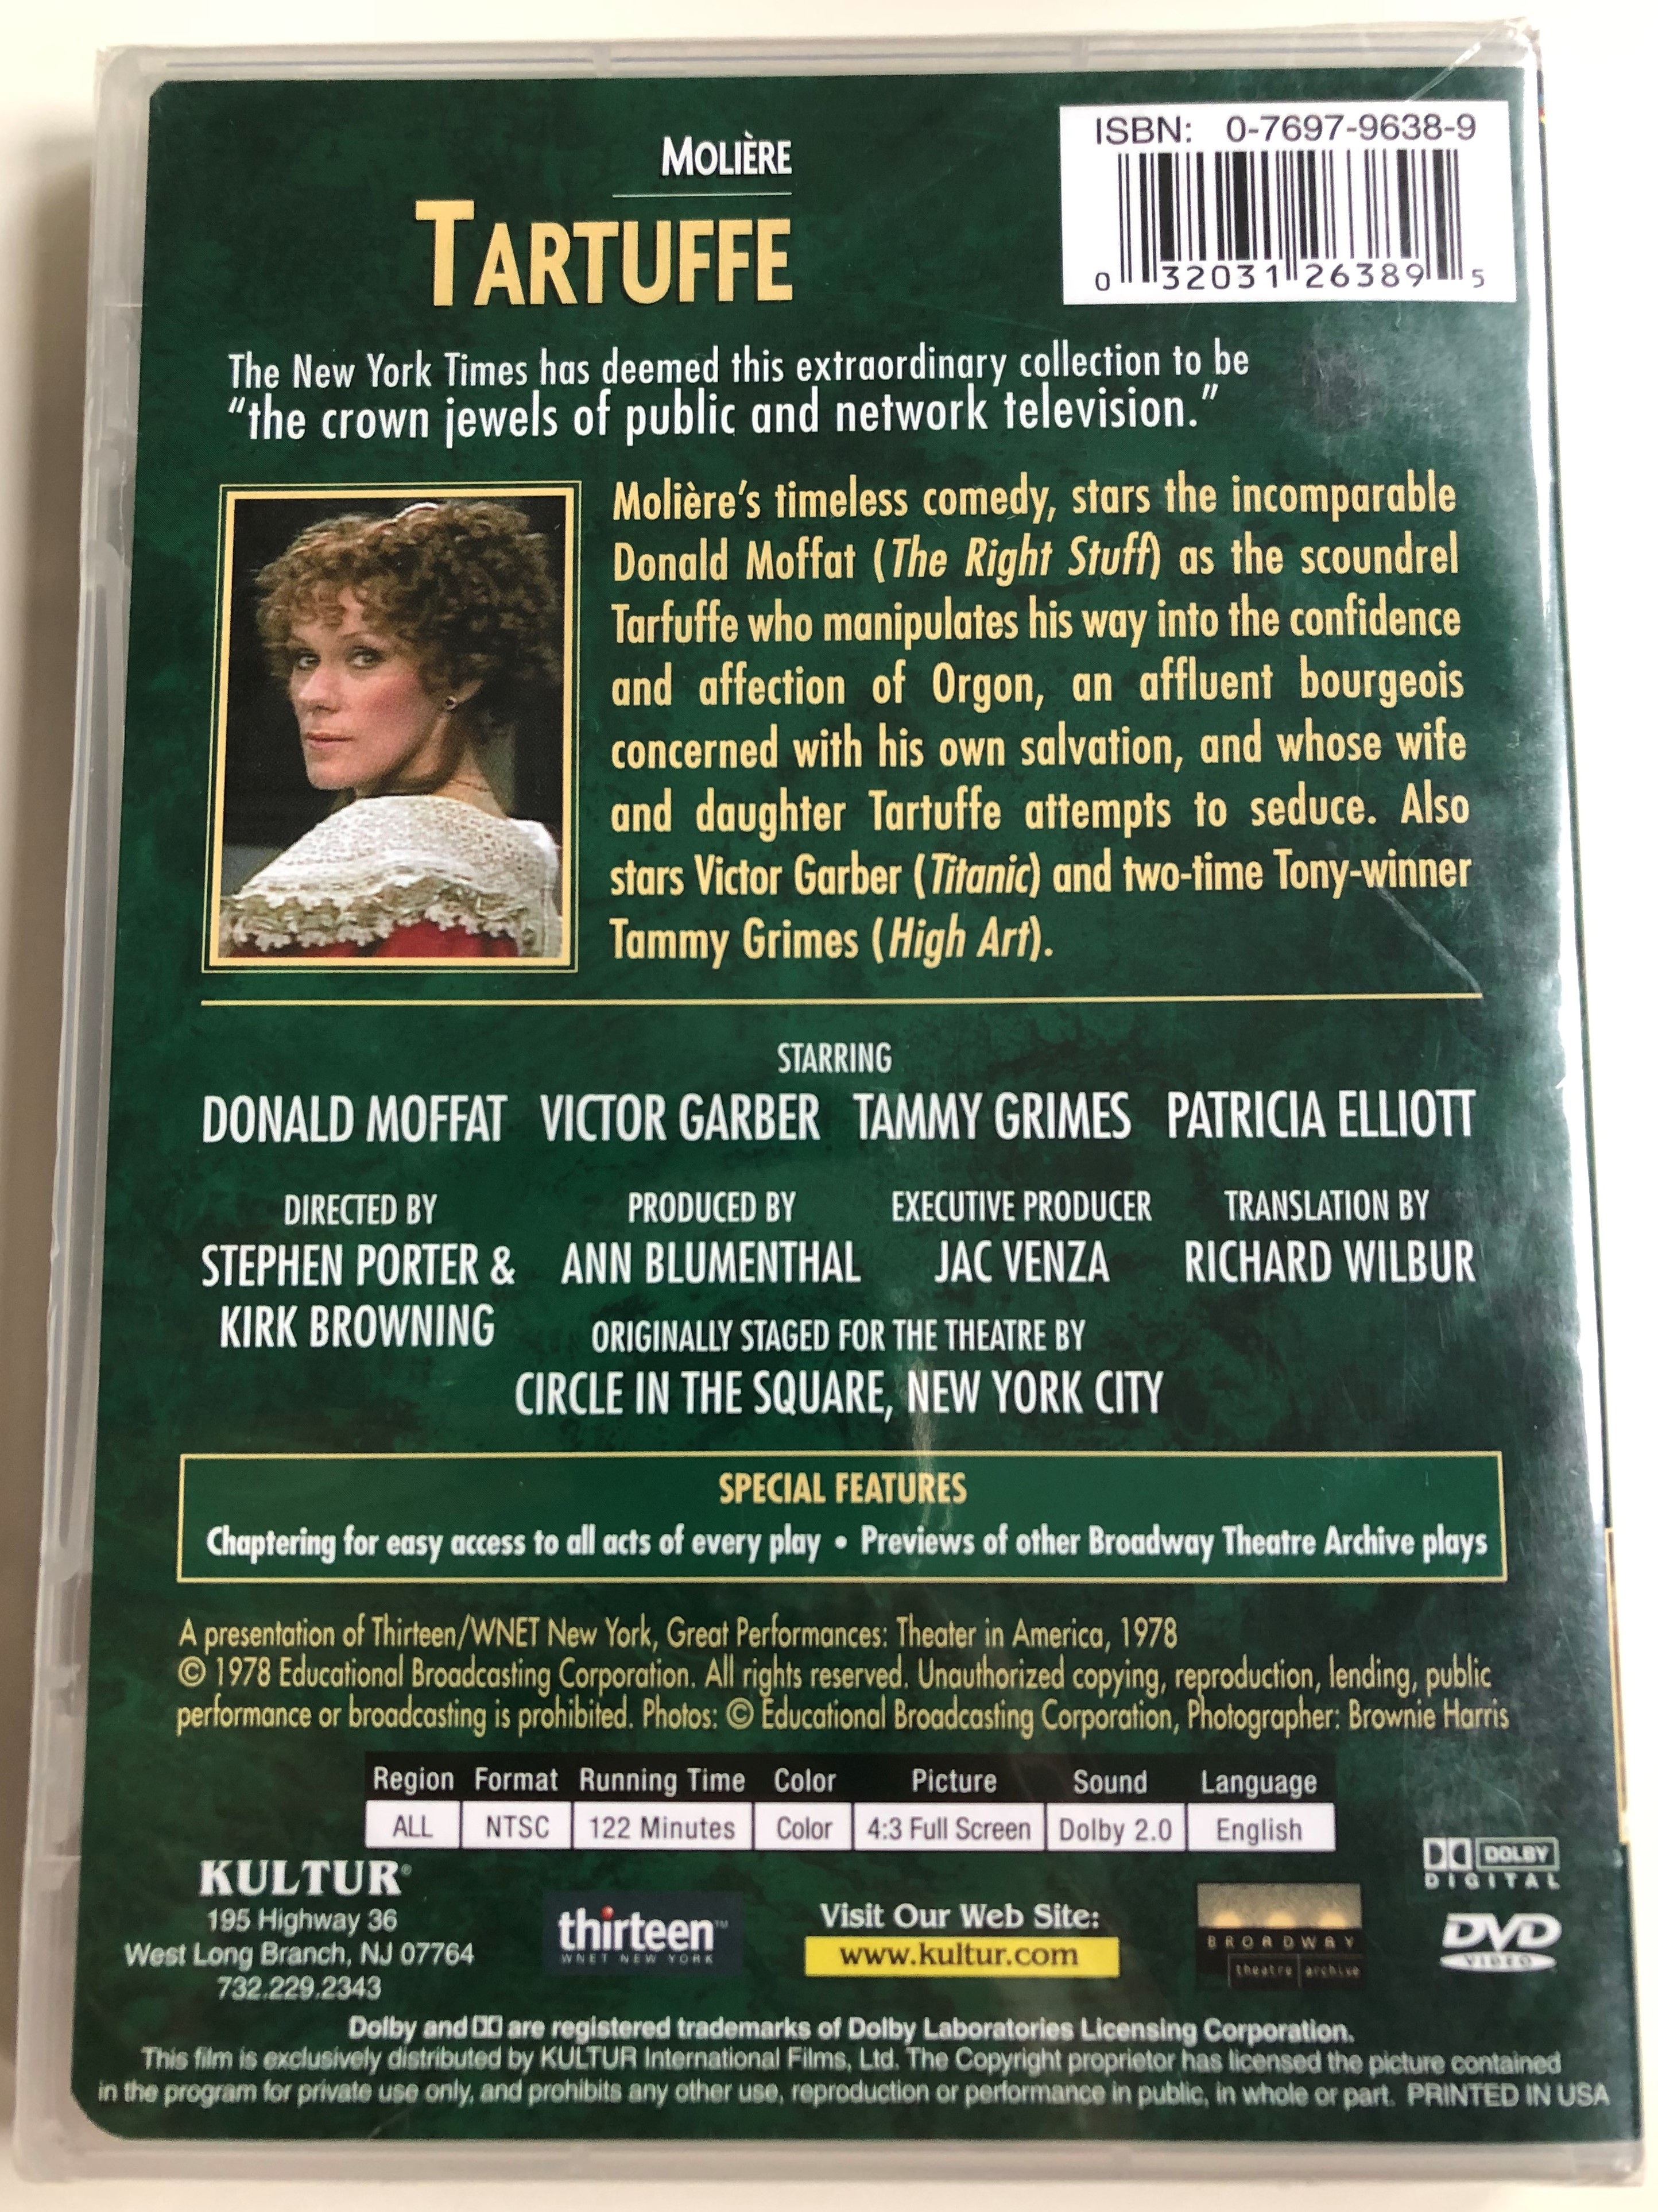 MOLIÈRE
TARTUFFE
ISBN: 0-7697-9638-9
0 32031 26389 5
The New York Times has deemed this extraordinary collection to be
“the crown jewels of public and network television.”
Molière’s timeless comedy, stars the incomparable
Donald Moffat (The Right Stuff) as the scoundrel
Tarfuffe who manipulates his way into the confidence
and affection of Orgon, an affluent bourgeois
concerned with his own salvation, and whose wife
and daughter Tartuffe attempts to seduce. Also
stars Victor Garber (Titanic) and two-time Tony-winner
Tammy Grimes (High Art).
STARRING
DONALD MOFFAT VICTOR GARBER TAMMY GRIMES PATRICIA ELLIOTT
DIRECTED BY
STEPHEN PORTER &
KIRK BROWNING
PRODUCED BY
ANN BLUMENTHAL
EXECUTIVE PRODUCER
JAC VENZA
TRANSLATION BY
RICHARD WILBUR
ORIGINALLY STAGED FOR THE THEATRE BY
CIRCLE IN THE SQUARE, NEW YORK CITY
SPECIAL FEATURES
Chaptering for easy access to all acts of every play • Previews of other Broadway Theatre Archive plays
A presentation of Thirteen/WNET New York, Great Performances: Theater in America, 1978
© 1978 Educational Broadcasting Corporation. All rights reserved. Unauthorized copying, reproduction, lending, public
performance or broadcasting is prohibited. Photos: © Educational Broadcasting Corporation, Photographer: Brownie Harris
Region Format Running Time Color Picture Sound Language
ALL NTSC 122 Minutes Color 4:3 Full Screen Dolby 2.0 English
KULTUR®
195 Highway 36
West Long Branch, NJ 07764
732.229.2343
thirteen™
WNET NEW YORK
Visit Our Web Site:
www.kultur.com
BROADWAY
theatre archive
DOLBY
DIGITAL
DVD
VIDEO
Dolby and DD are registered trademarks of Dolby Laboratories Licensing Corporation.
This film is exclusively distributed by KULTUR International Films, Ltd. The Copyright proprietor has licensed the picture contained
in the program for private use only, and prohibits any other use, reproduction or performance in public, in whole or part. PRINTED IN USA